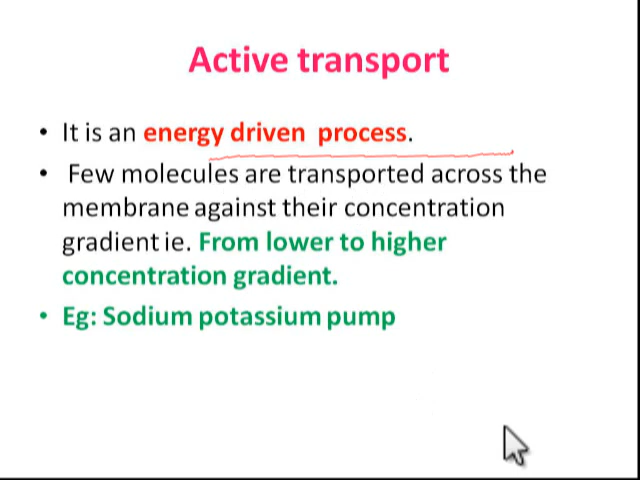 Active transport
• It is an energy driven process.
• Few molecules are transported across the
membrane against their concentration
gradient ie. From lower to higher
concentration gradient.
• Eg: Sodium potassium pump